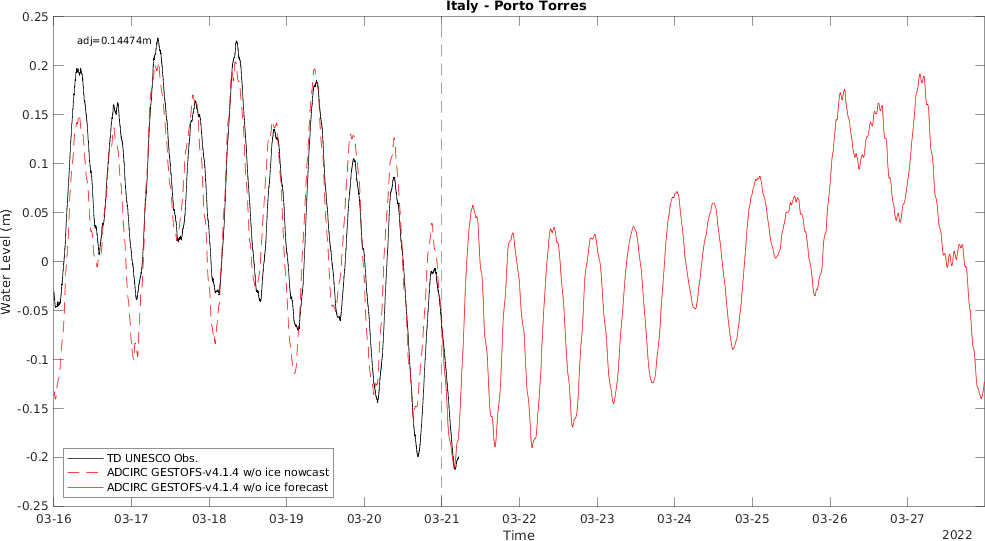 Italy - Porto Torres
adj=0.14474m
0.25
0.2
0.15
0.1
0.05
0
-0.05
-0.1
-0.15
-0.2
-0.25
Water Level (m)
TD UNESCO Obs.
ADCIRC GESTOFS-v4.1.4 w/o ice nowcast
ADCIRC GESTOFS-v4.1.4 w/o ice forecast
03-16 03-17 03-18 03-19 03-20 03-21 03-22 03-23 03-24 03-25 03-26 03-27
Time
2022